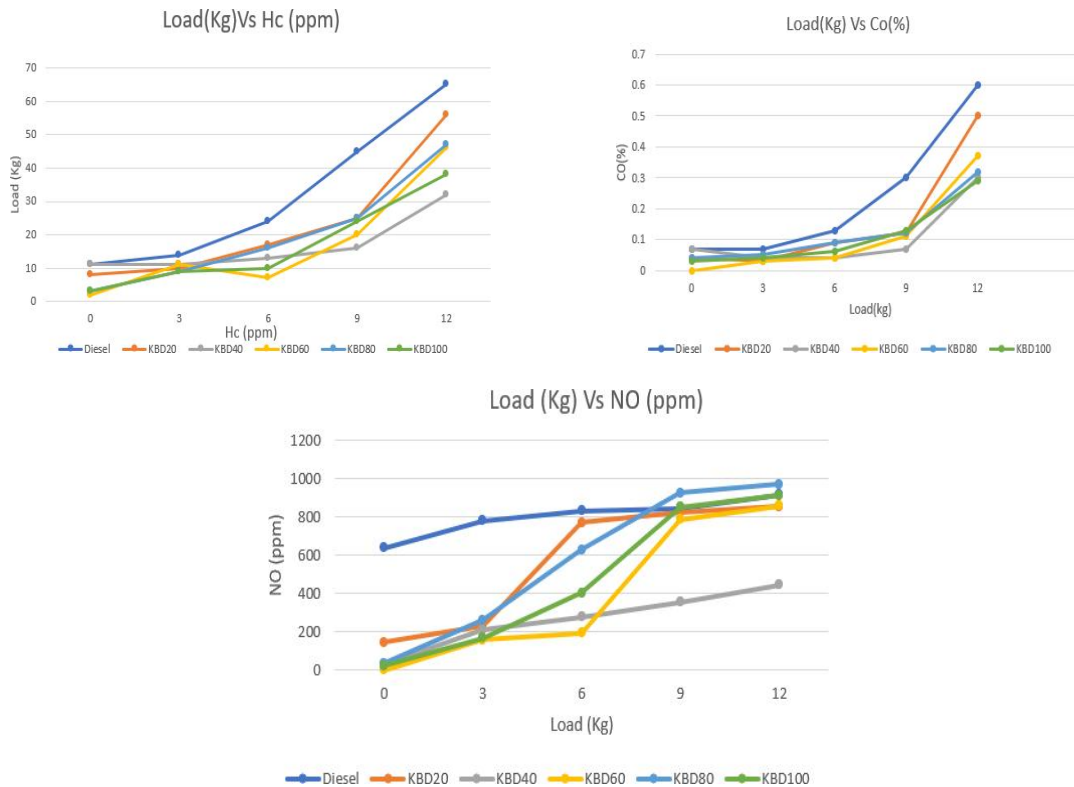 Load(Kg)Vs Hc (ppm)
70
60
50
40
30
20
10
0
Load (Kg)
0 3 6 9 12
Hc (ppm)
Diesel KBD20 KBD40 KBD60 KBD80 KBD100
Load(Kg) Vs Co(%)
0.7
0.6
0.5
0.4
0.3
0.2
0.1
0
CO(%)
0 3 6 9 12
Load(kg)
Diesel KBD20 KBD40 KBD60 KBD80 KBD100
Load (Kg) Vs NO (ppm)
1200
1000
800
600
400
200
0
NO (ppm)
0 3 6 9 12
Load (Kg)
Diesel KBD20 KBD40 KBD60 KBD80 KBD100